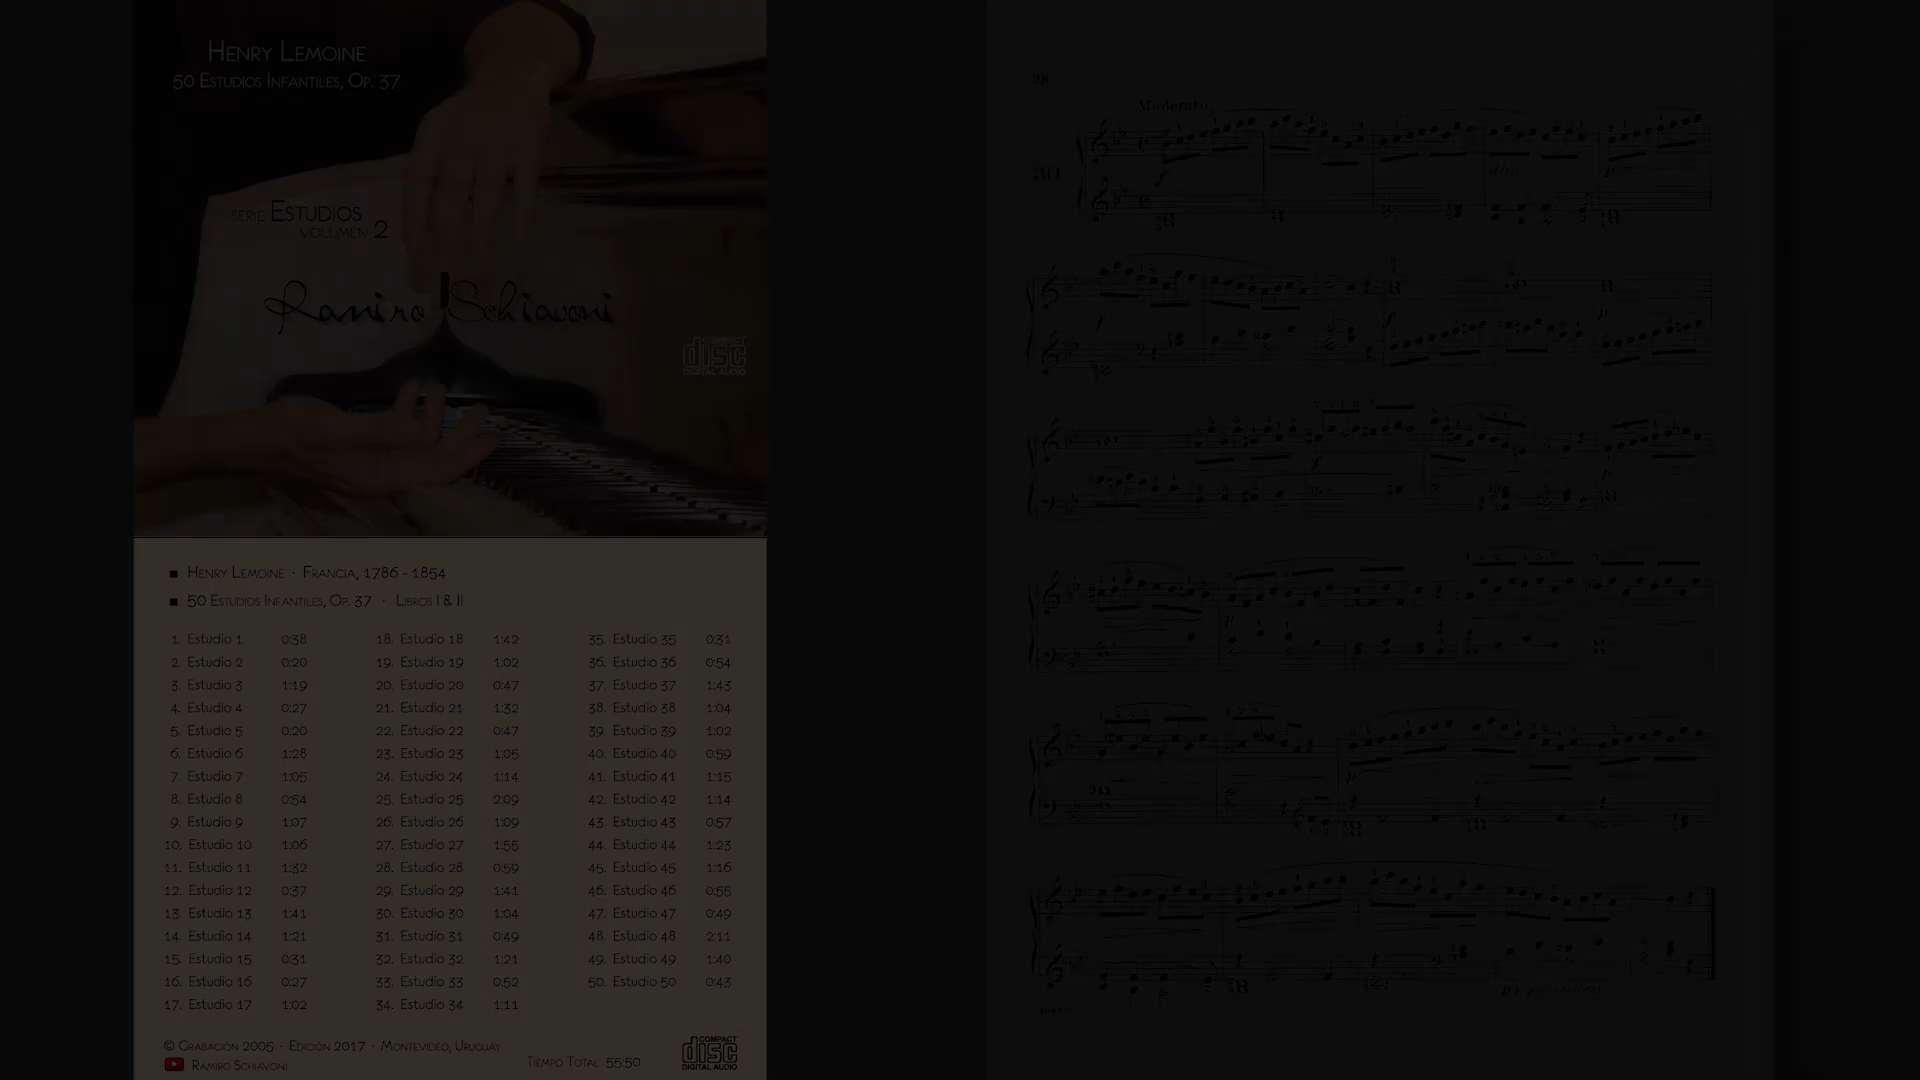 HENRY LEMOINE
50 ESTUDIOS INFANTILES, OP. 37
SERIE ESTUDIOS
VOLUMEN 2
Ramiro Schiavoni
COMPACT
disc
DIGITAL AUDIO
HENRY LEMOINE · FRANCIA, 1786 - 1854
50 ESTUDIOS INFANTILES, OP. 37 · LIBROS I & II
1. Estudio 1 0:38
2. Estudio 2 0:20
3. Estudio 3 1:19
4. Estudio 4 0:27
5. Estudio 5 0:20
6. Estudio 6 1:28
7. Estudio 7 1:05
8. Estudio 8 0:54
9. Estudio 9 1:07
10. Estudio 10 1:06
11. Estudio 11 1:32
12. Estudio 12 0:37
13. Estudio 13 1:41
14. Estudio 14 1:21
15. Estudio 15 0:31
16. Estudio 16 0:27
17. Estudio 17 1:02
18. Estudio 18 1:42
19. Estudio 19 1:02
20. Estudio 20 0:47
21. Estudio 21 1:32
22. Estudio 22 0:47
23. Estudio 23 1:05
24. Estudio 24 1:14
25. Estudio 25 2:09
26. Estudio 26 1:09
27. Estudio 27 1:55
28. Estudio 28 0:59
29. Estudio 29 1:41
30. Estudio 30 1:04
31. Estudio 31 0:49
32. Estudio 32 1:21
33. Estudio 33 0:52
34. Estudio 34 1:11
35. Estudio 35 0:31
36. Estudio 36 0:54
37. Estudio 37 1:43
38. Estudio 38 1:04
39. Estudio 39 1:02
40. Estudio 40 0:59
41. Estudio 41 1:15
42. Estudio 42 1:14
43. Estudio 43 0:57
44. Estudio 44 1:23
45. Estudio 45 1:16
46. Estudio 46 0:55
47. Estudio 47 0:49
48. Estudio 48 2:11
49. Estudio 49 1:40
50. Estudio 50 0:43
© GRABACIÓN 2005 · EDICIÓN 2017 · MONTEVIDEO, URUGUAY
RAMIRO SCHIAVONI
TIEMPO TOTAL 55:50
COMPACT
disc
DIGITAL AUDIO
28
Moderato.
30